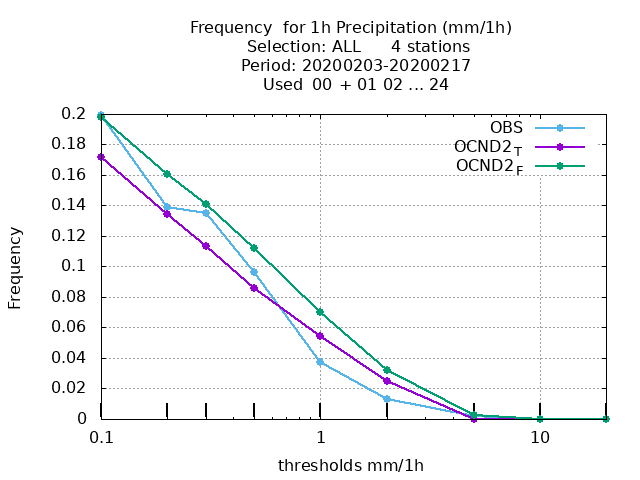 Frequency  for 1h Precipitation (mm/1h)
Selection: ALL      4 stations
Period: 20200203-20200217
Used  00 + 01 02 ... 24
OBS
OCND2T
OCND2F
Frequency
0.2
0.18
0.16
0.14
0.12
0.1
0.08
0.06
0.04
0.02
0
0.1 1 10
thresholds mm/1h